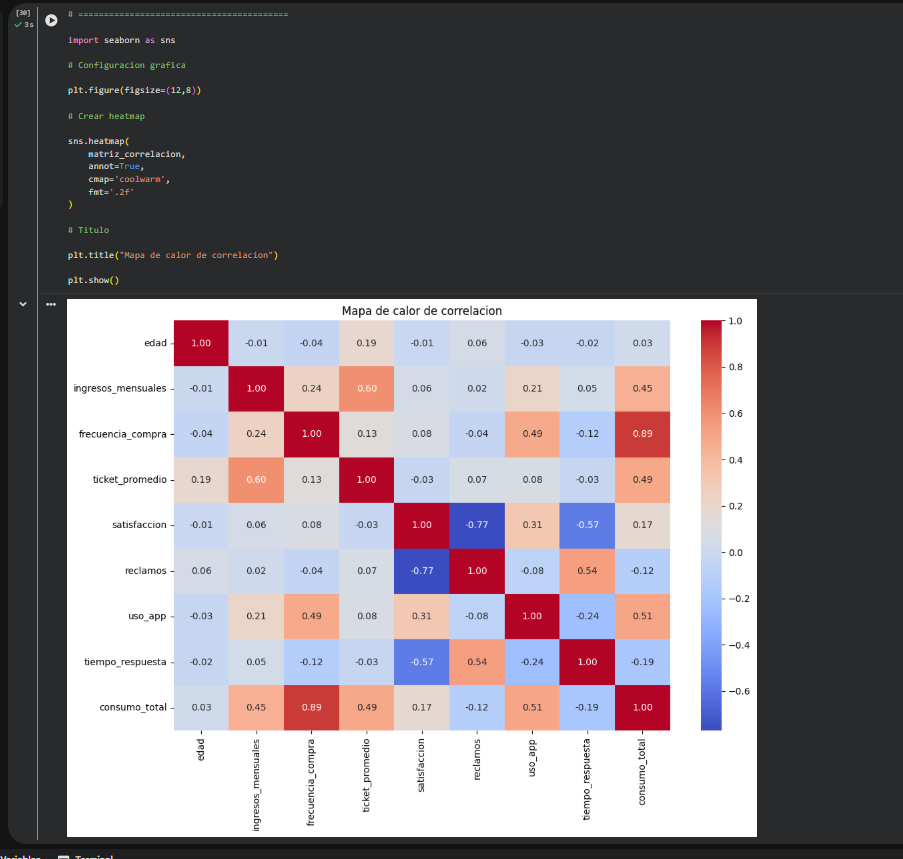 [30]
3s
# =========================================
import seaborn as sns
# Configuracion grafica
plt.figure(figsize=(12,8))
# Crear heatmap
sns.heatmap(
matriz_correlacion,
annot=True,
cmap='coolwarm',
fmt='.2f'
)
# Titulo
plt.title("Mapa de calor de correlacion")
plt.show()
Mapa de calor de correlacion
edad 1.00 -0.01 -0.04 0.19 -0.01 0.06 -0.03 -0.02 0.03
ingresos_mensuales -0.01 1.00 0.24 0.60 0.06 0.02 0.21 0.05 0.45
frecuencia_compra -0.04 0.24 1.00 0.13 0.08 -0.04 0.49 -0.12 0.89
ticket_promedio 0.19 0.60 0.13 1.00 -0.03 0.07 0.08 -0.03 0.49
satisfaccion -0.01 0.06 0.08 -0.03 1.00 -0.77 0.31 -0.57 0.17
reclamos 0.06 0.02 -0.04 0.07 -0.77 1.00 -0.08 0.54 -0.12
uso_app -0.03 0.21 0.49 0.08 0.31 -0.08 1.00 -0.24 0.51
tiempo_respuesta -0.02 0.05 -0.12 -0.03 -0.57 0.54 -0.24 1.00 -0.19
consumo_total 0.03 0.45 0.89 0.49 0.17 -0.12 0.51 -0.19 1.00
edad
ingresos_mensuales
frecuencia_compra
ticket_promedio
satisfaccion
reclamos
uso_app
tiempo_respuesta
consumo_total
1.0
0.8
0.6
0.4
0.2
0.0
−0.2
−0.4
−0.6
Variables Terminal